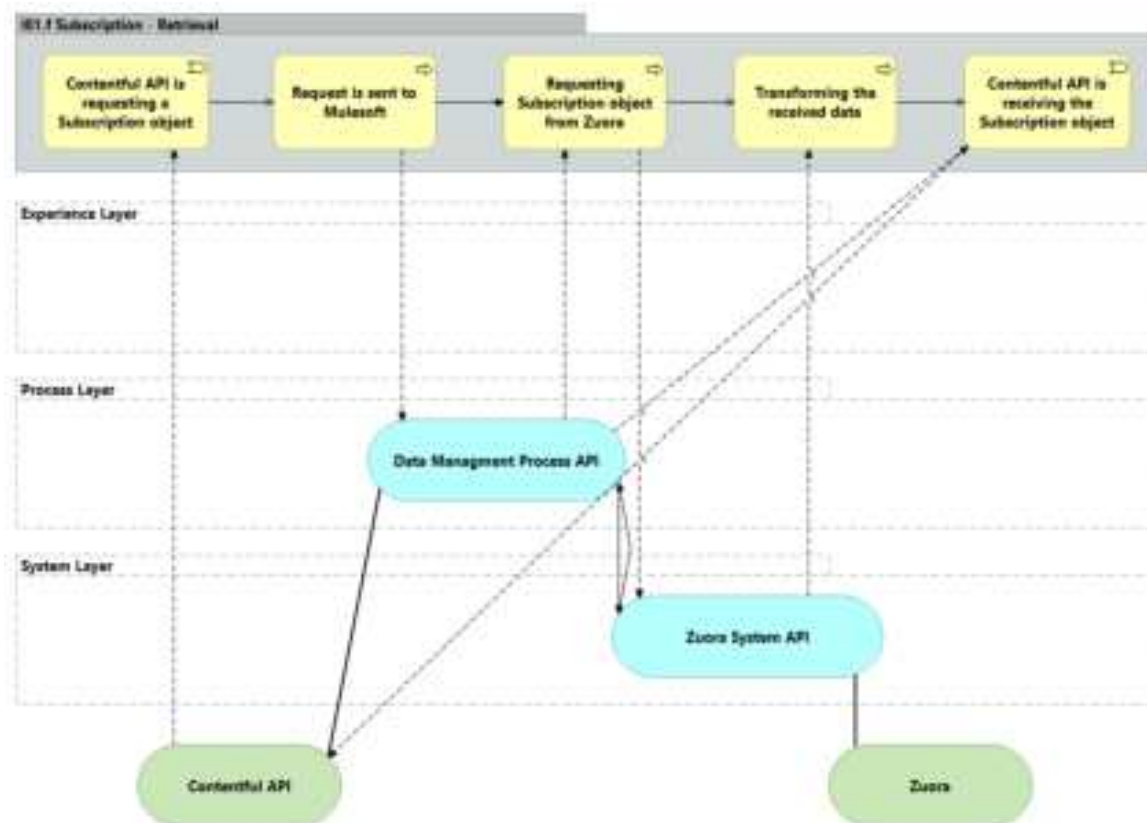 I01.f Subscription - Retrieval
Contentful API is
requesting a
Subscription object
Request is sent to
Mulesoft
Requesting
Subscription object
from Zuora
Transforming the
received data
Contentful API is
receiving the
Subscription object
Experience Layer
Process Layer
Data Managment Process API
System Layer
Zuora System API
Contentful API
Zuora